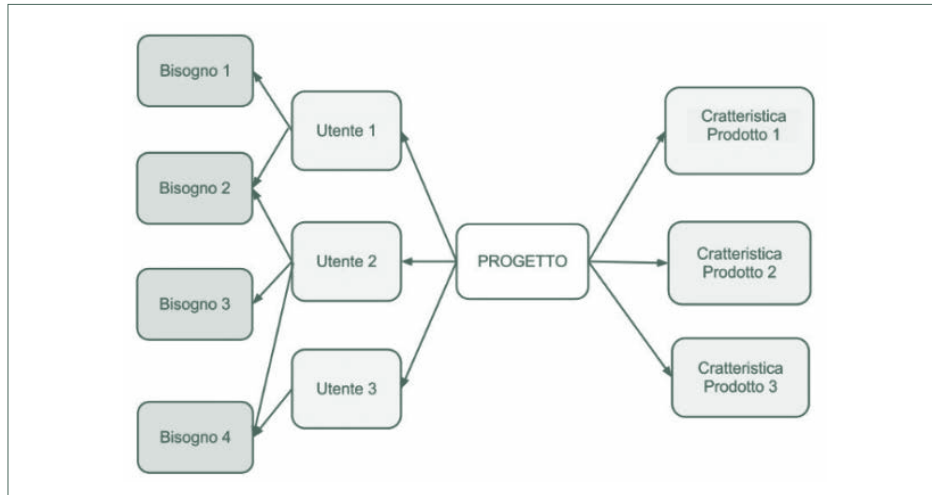 Bisogno 1
Bisogno 2
Bisogno 3
Bisogno 4
Utente 1
Utente 2
Utente 3
PROGETTO
Cratteristica
Prodotto 1
Cratteristica
Prodotto 2
Cratteristica
Prodotto 3